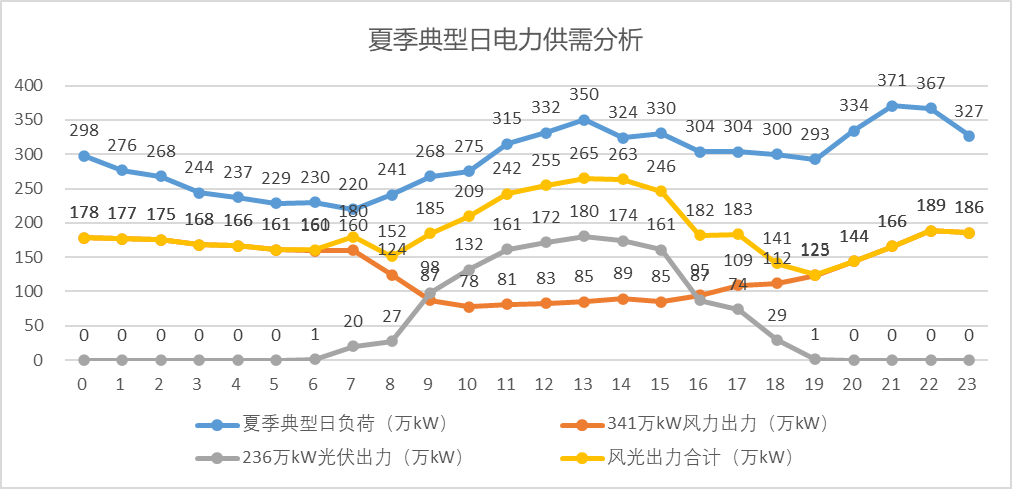 夏季典型日电力供需分析
400
350
300
250
200
150
100
50
0
298 276 268 244 237 229 230 220 241 268 275 315 332 350 324 330 304 304 300 293 334 371 367 327
178 177 175 168 166 161 161 180 152 185 209 242 255 265 263 246 182 183 141 144 166 189 186
160 160 124 87 78 81 83 85 89 85 95 109 112 123
0 0 0 0 0 0 1 20 27 98 132 161 172 180 174 161 87 74 29 1 0 0 0 0
0 1 2 3 4 5 6 7 8 9 10 11 12 13 14 15 16 17 18 19 20 21 22 23
夏季典型日负荷（万kW） 341万kW风力出力（万kW）
236万kW光伏出力（万kW） 风光出力合计（万kW）